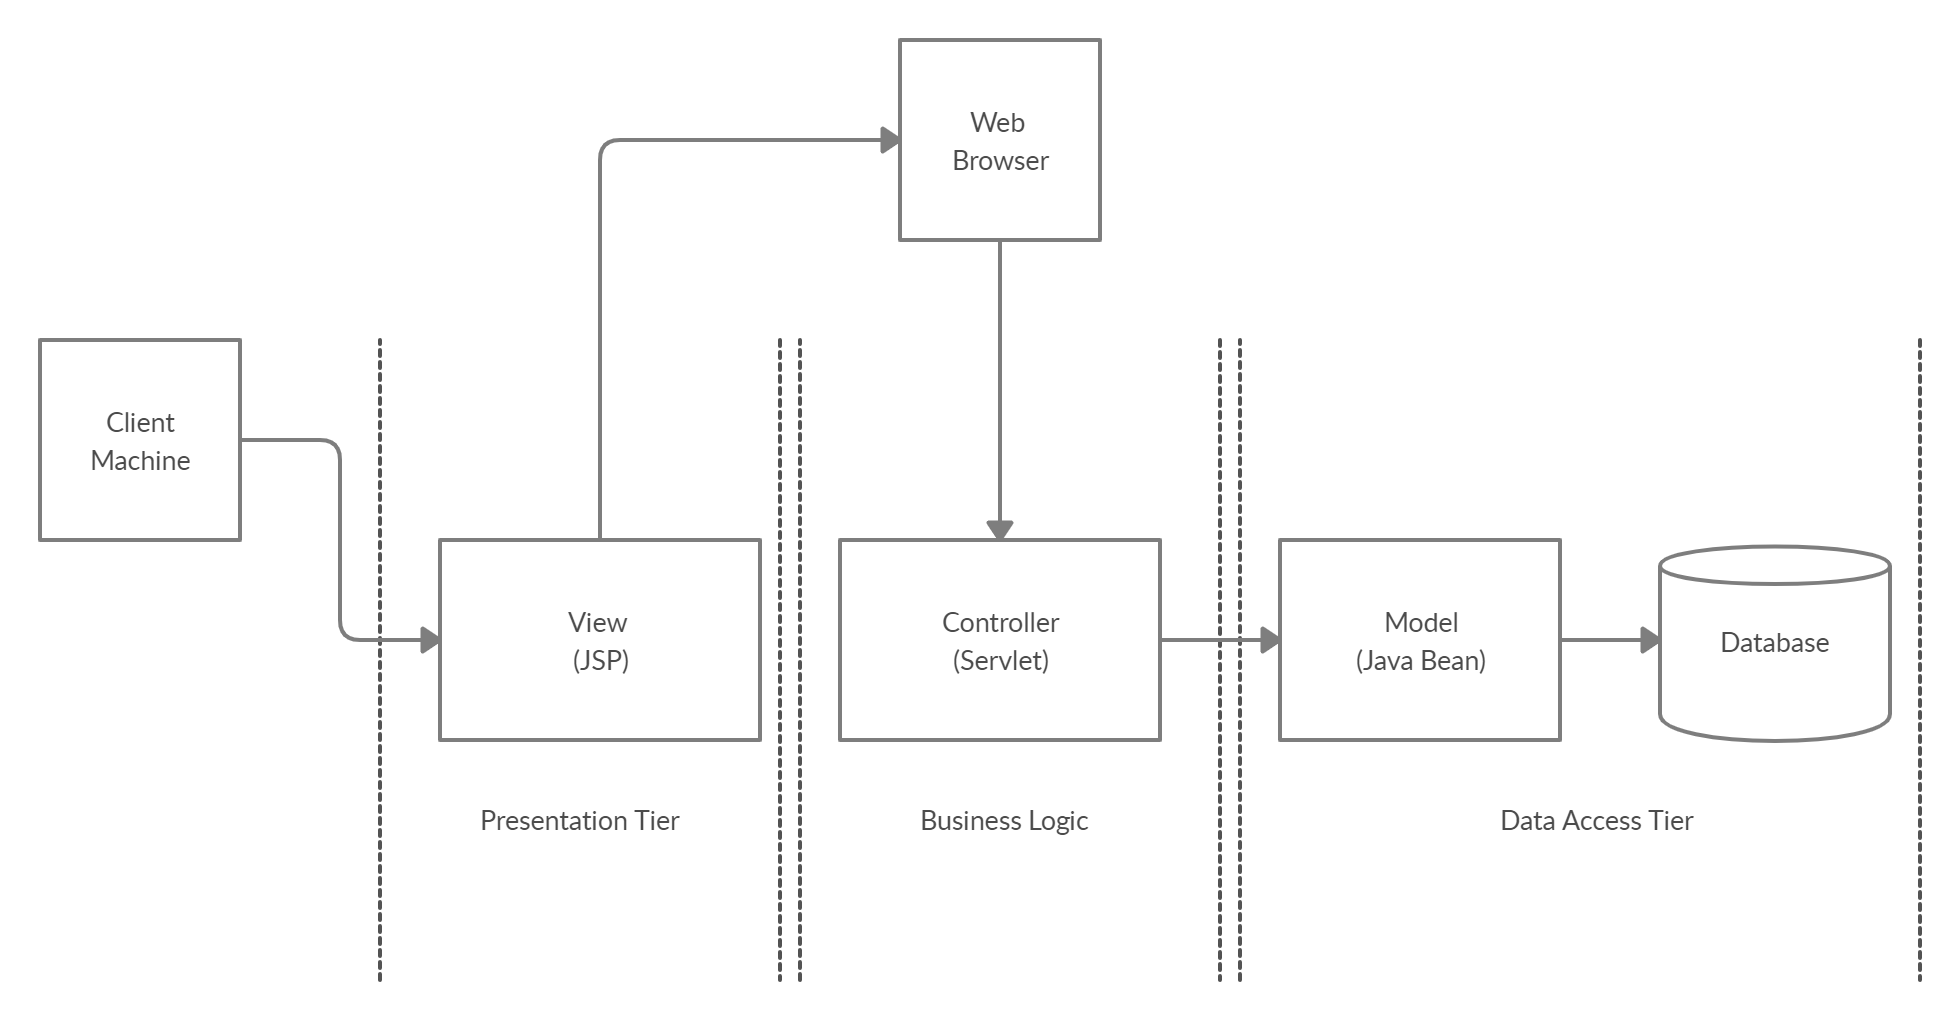 Web
Browser
Client
Machine
View
(JSP)
Controller
(Servlet)
Model
(Java Bean)
Database
Presentation Tier
Business Logic
Data Access Tier